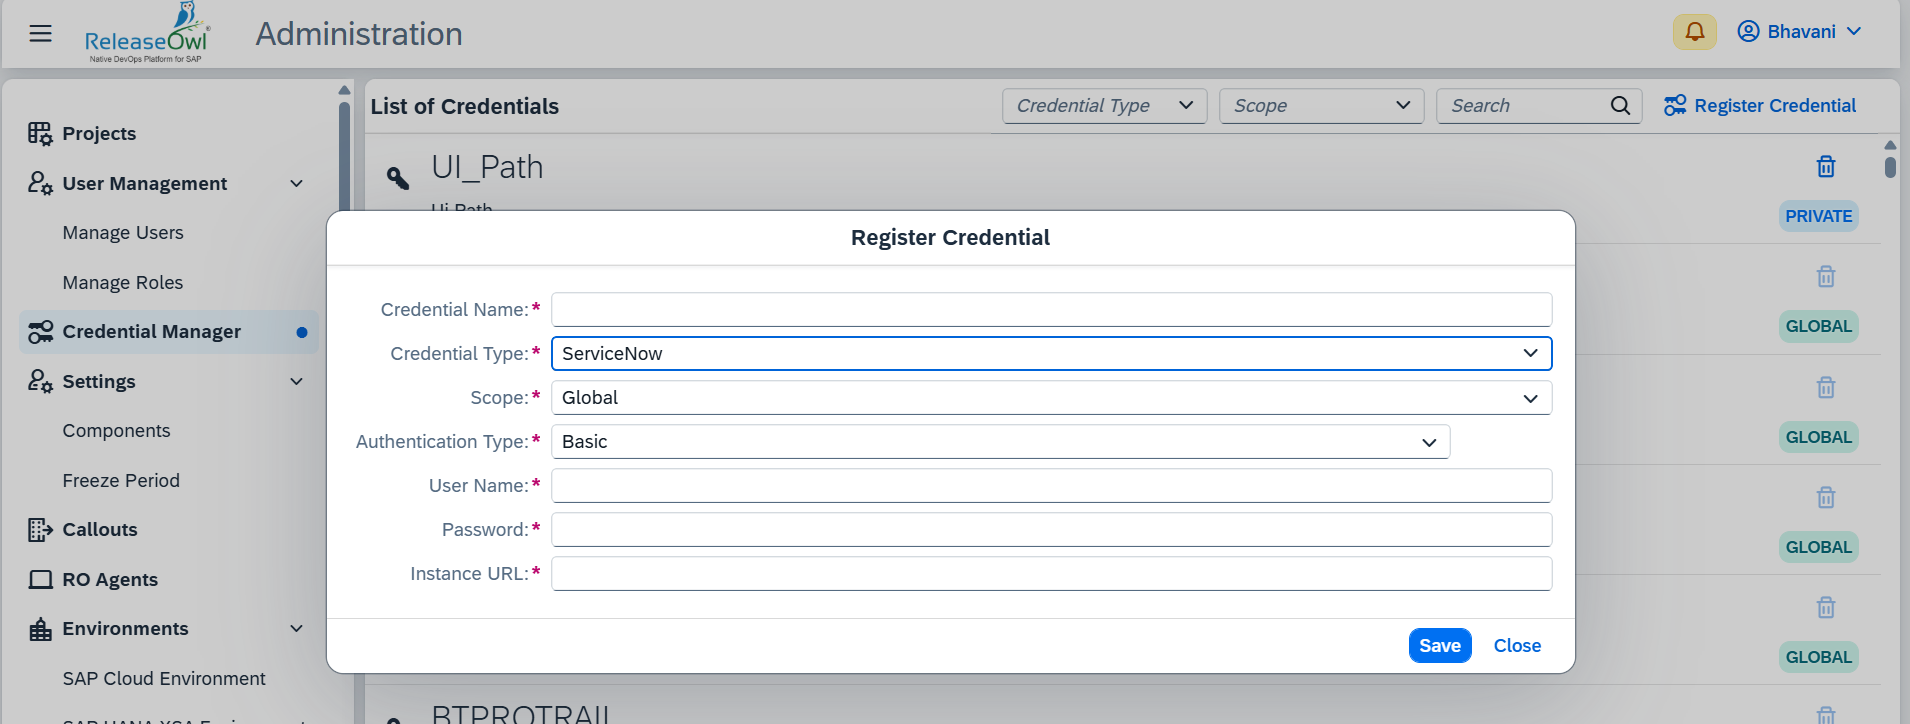 ReleaseOwl®
Native DevOps Platform for SAP
Administration
Bhavani
Projects
User Management
Manage Users
Manage Roles
Credential Manager
Settings
Components
Freeze Period
Callouts
RO Agents
Environments
SAP Cloud Environment
List of Credentials
Credential Type
Scope
Search
Register Credential
UI_Path
Ui Path
PRIVATE
GLOBAL
GLOBAL
GLOBAL
GLOBAL
Register Credential
Credential Name:*
Credential Type:* ServiceNow
Scope:* Global
Authentication Type:* Basic
User Name:*
Password:*
Instance URL:*
Save Close